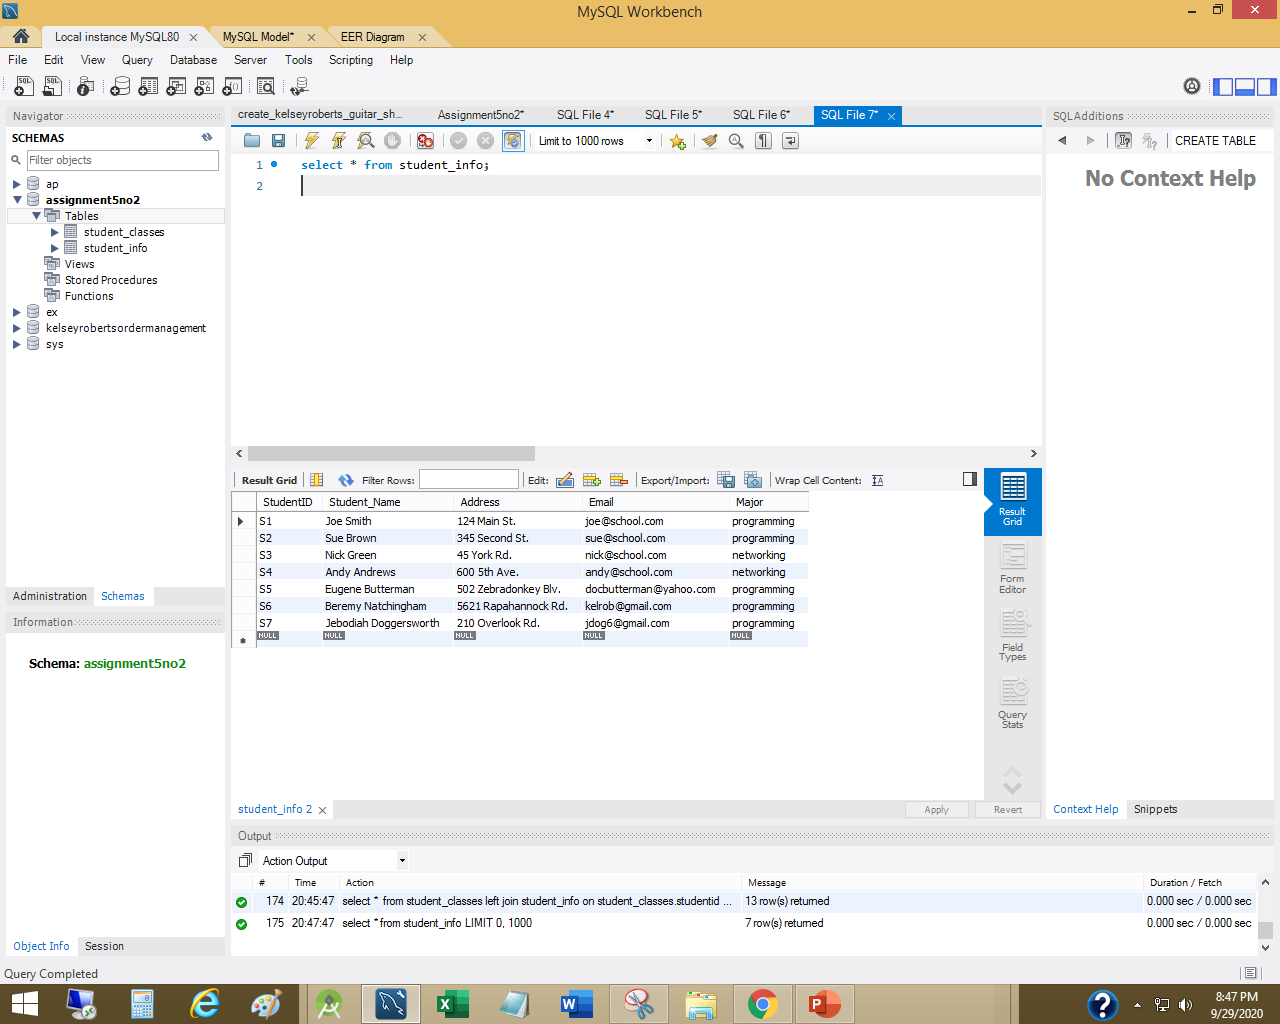 MySQL Workbench
Local instance MySQL80
MySQL Model*
EER Diagram
File Edit View Query Database Server Tools Scripting Help
Navigator
SCHEMAS
Filter objects
ap
assignment5no2
Tables
student_classes
student_info
Views
Stored Procedures
Functions
ex
kelseyrobertsordermanagement
sys
Administration Schemas
Information
Schema: assignment5no2
Object Info Session
create_kelseyroberts_guitar_sh... Assignment5no2* SQL File 4* SQL File 5* SQL File 6* SQL File 7*
Limit to 1000 rows
1 select * from student_info;
2
Result Grid Filter Rows: Edit: Export/Import: Wrap Cell Content:
StudentID Student_Name Address Email Major
S1 Joe Smith 124 Main St. joe@school.com programming
S2 Sue Brown 345 Second St. sue@school.com programming
S3 Nick Green 45 York Rd. nick@school.com networking
S4 Andy Andrews 600 5th Ave. andy@school.com networking
S5 Eugene Butterman 502 Zebradonkey Blv. docbutterman@yahoo.com programming
S6 Beremy Natchingham 5621 Rapahannock Rd. kelrob@gmail.com programming
S7 Jebodiah Doggersworth 210 Overlook Rd. jdog6@gmail.com programming
NULL NULL NULL NULL NULL
Result
Grid
Form
Editor
Field
Types
Query
Stats
student_info 2
Apply Revert
SQLAdditions
CREATE TABLE
No Context Help
Context Help Snippets
Output
Action Output
# Time Action Message Duration / Fetch
174 20:45:47 select * from student_classes left join student_info on student_classes.studentid ... 13 row(s) returned 0.000 sec / 0.000 sec
175 20:47:47 select * from student_info LIMIT 0, 1000 7 row(s) returned 0.000 sec / 0.000 sec
Query Completed
8:47 PM
9/29/2020